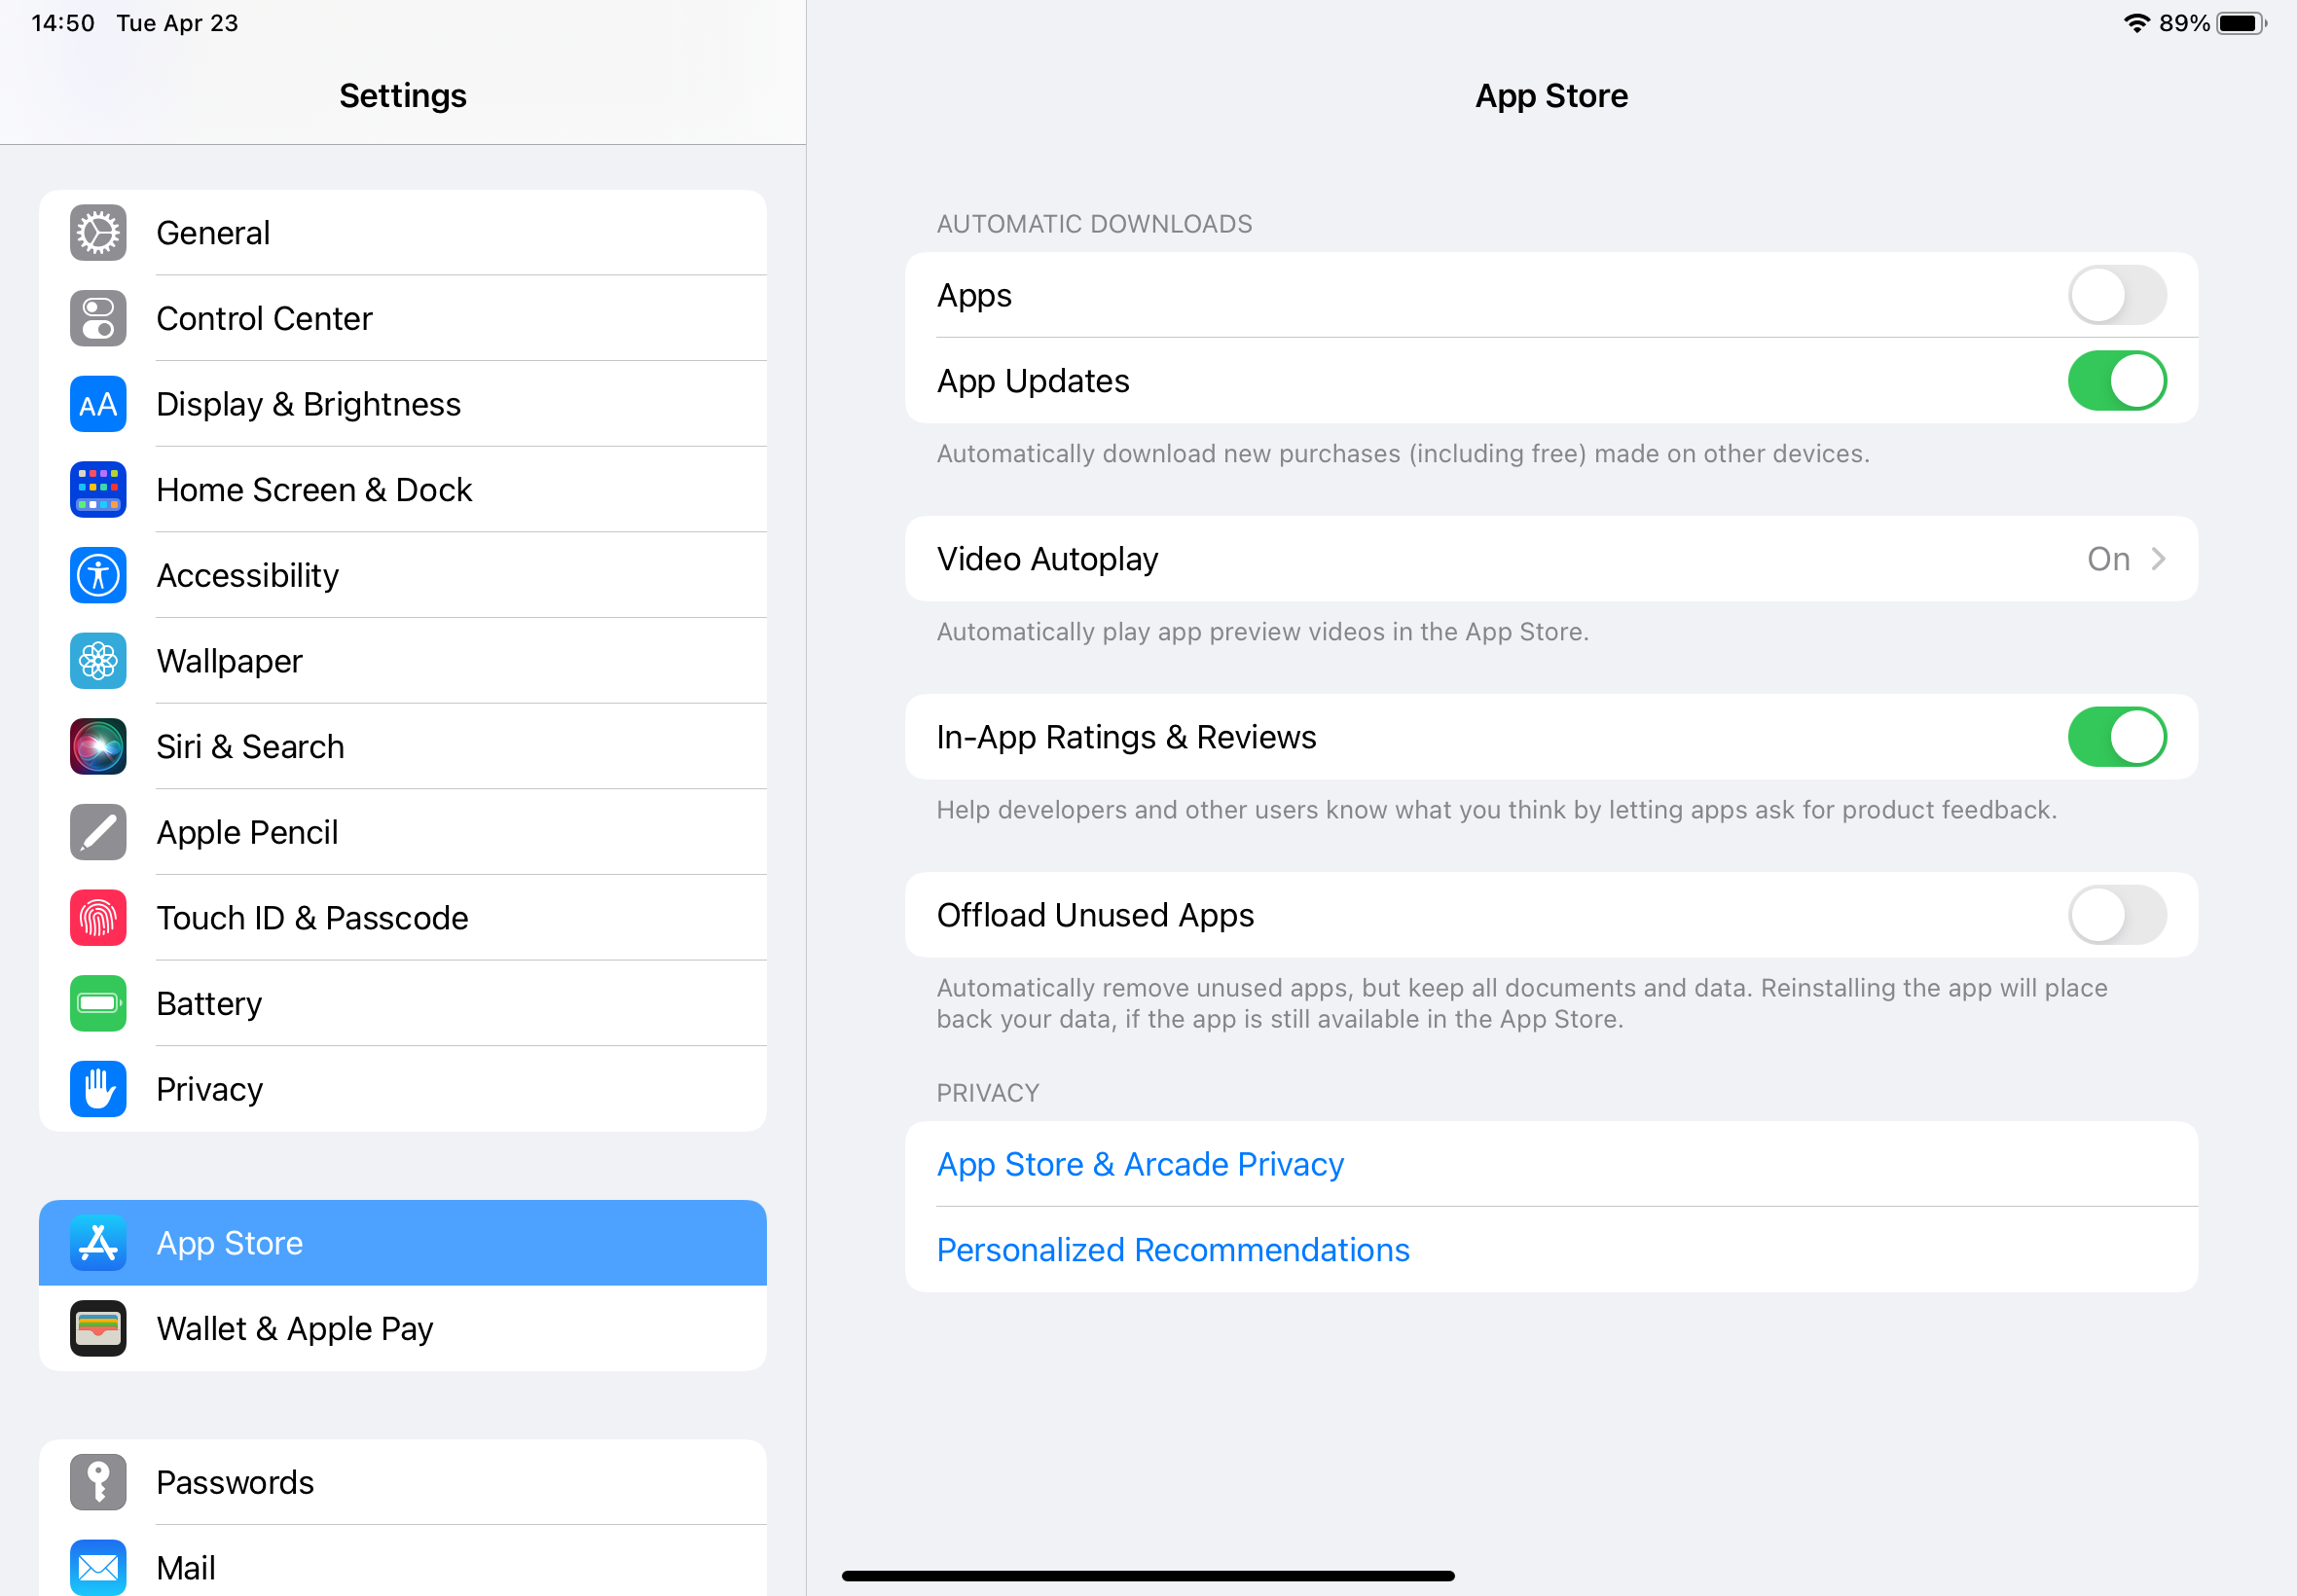 14:50 Tue Apr 23
89%
Settings
General
Control Center
AA Display & Brightness
Home Screen & Dock
Accessibility
Wallpaper
Siri & Search
Apple Pencil
Touch ID & Passcode
Battery
Privacy
App Store
Wallet & Apple Pay
Passwords
Mail
App Store
AUTOMATIC DOWNLOADS
Apps
App Updates
Automatically download new purchases (including free) made on other devices.
Video Autoplay On
Automatically play app preview videos in the App Store.
In-App Ratings & Reviews
Help developers and other users know what you think by letting apps ask for product feedback.
Offload Unused Apps
Automatically remove unused apps, but keep all documents and data. Reinstalling the app will place
back your data, if the app is still available in the App Store.
PRIVACY
App Store & Arcade Privacy
Personalized Recommendations